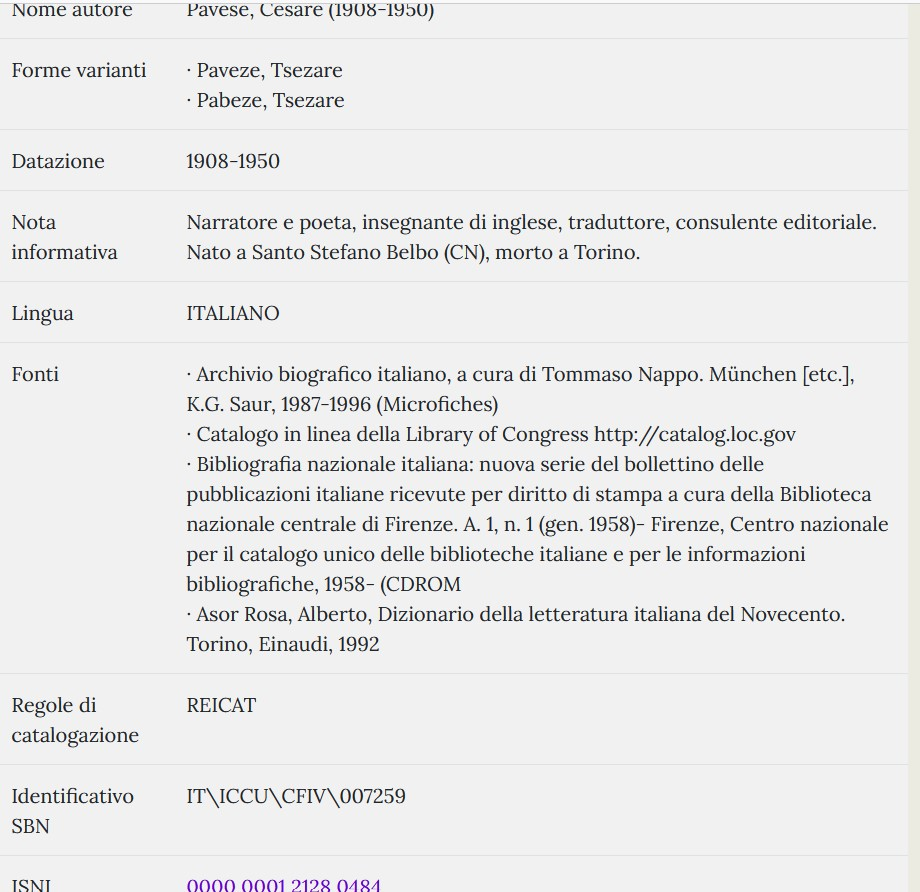 Nome autore Pavese, Cesare (1908-1950)
Forme varianti · Paveze, Tsezare
· Pabeze, Tsezare
Datazione 1908-1950
Nota Narratore e poeta, insegnante di inglese, traduttore, consulente editoriale.
informativa Nato a Santo Stefano Belbo (CN), morto a Torino.
Lingua ITALIANO
Fonti · Archivio biografico italiano, a cura di Tommaso Nappo. München [etc.],
K.G. Saur, 1987-1996 (Microfiches)
· Catalogo in linea della Library of Congress http://catalog.loc.gov
· Bibliografia nazionale italiana: nuova serie del bollettino delle
pubblicazioni italiane ricevute per diritto di stampa a cura della Biblioteca
nazionale centrale di Firenze. A. 1, n. 1 (gen. 1958)- Firenze, Centro nazionale
per il catalogo unico delle biblioteche italiane e per le informazioni
bibliografiche, 1958- (CDROM
· Asor Rosa, Alberto, Dizionario della letteratura italiana del Novecento.
Torino, Einaudi, 1992
Regole di REICAT
catalogazione
Identificativo IT\ICCU\CFIV\007259
SBN
ISNI 0000 0001 2128 0484